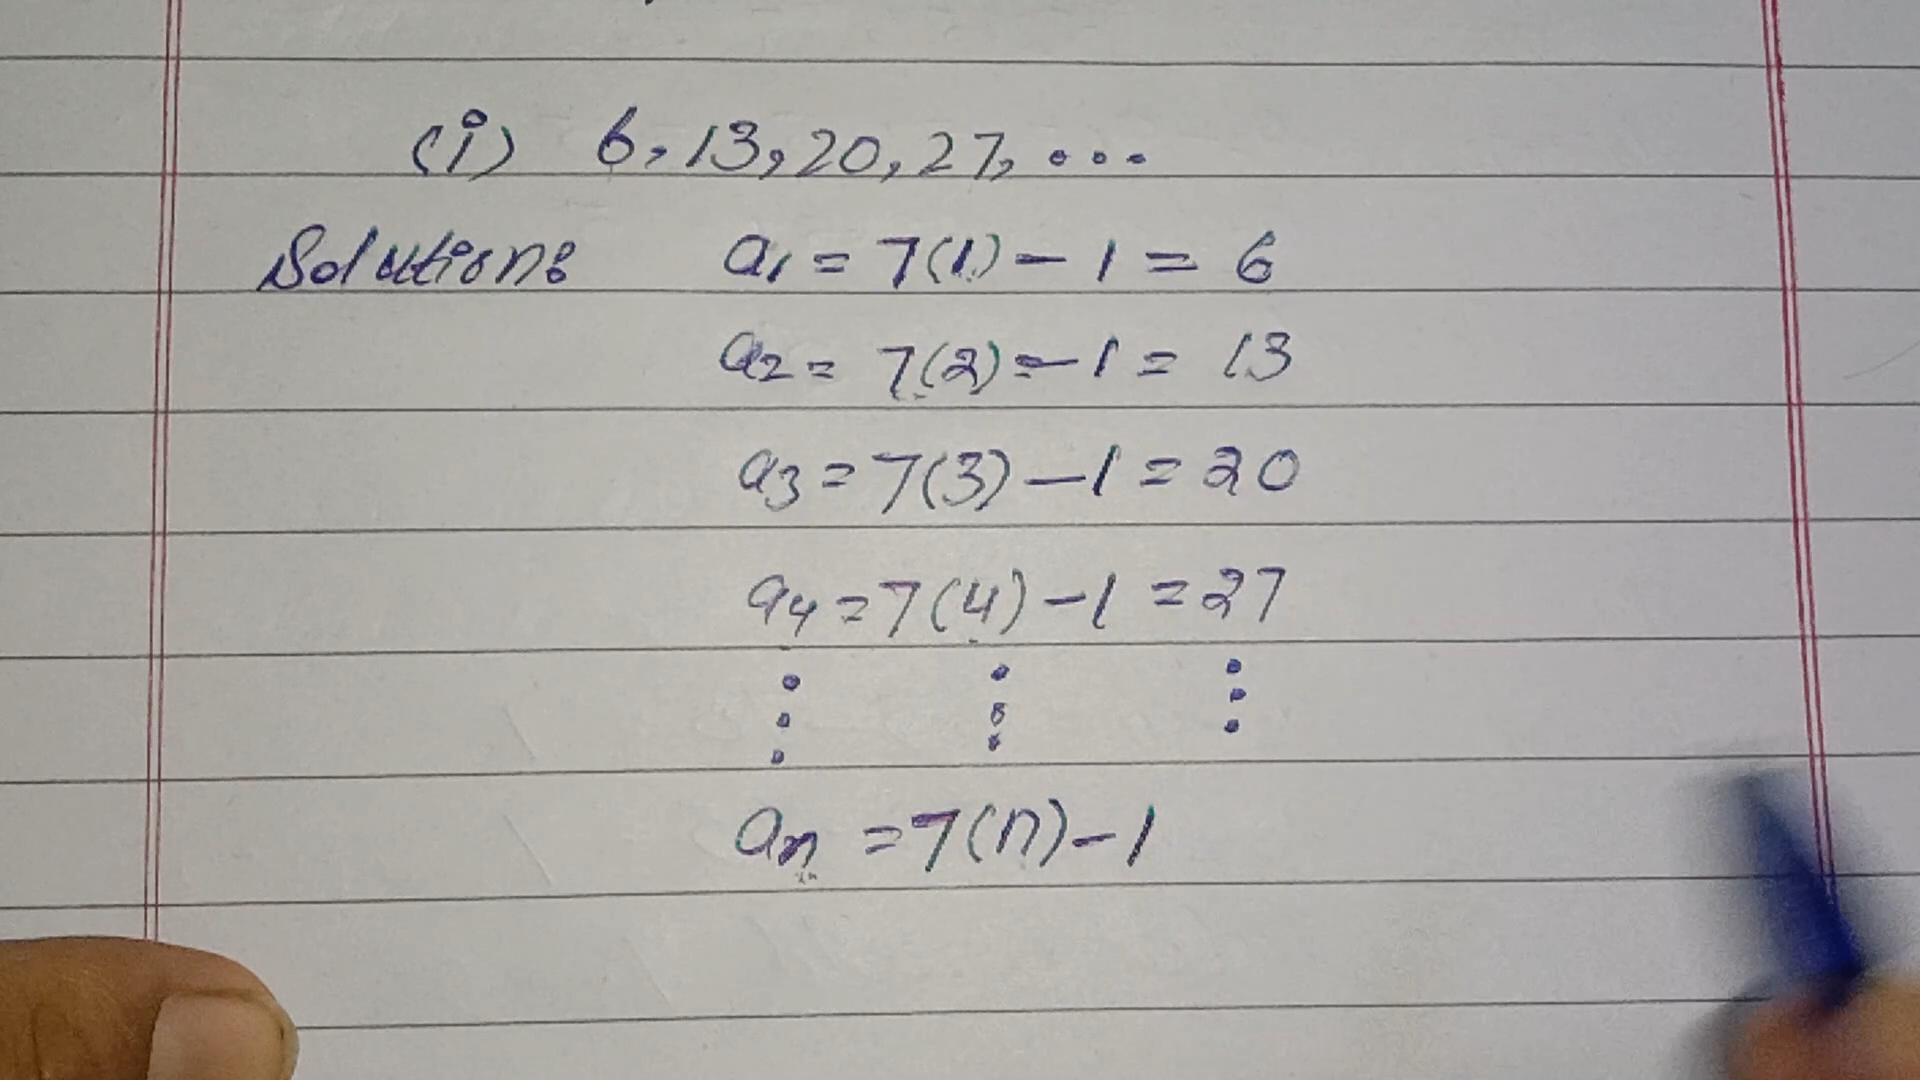 (i) 6, 13, 20, 27, ...
Solution: a1 = 7(1) - 1 = 6
a2 = 7(2) - 1 = 13
a3 = 7(3) - 1 = 20
a4 = 7(4) - 1 = 27
⋮ ⋮ ⋮
an = 7(n) - 1